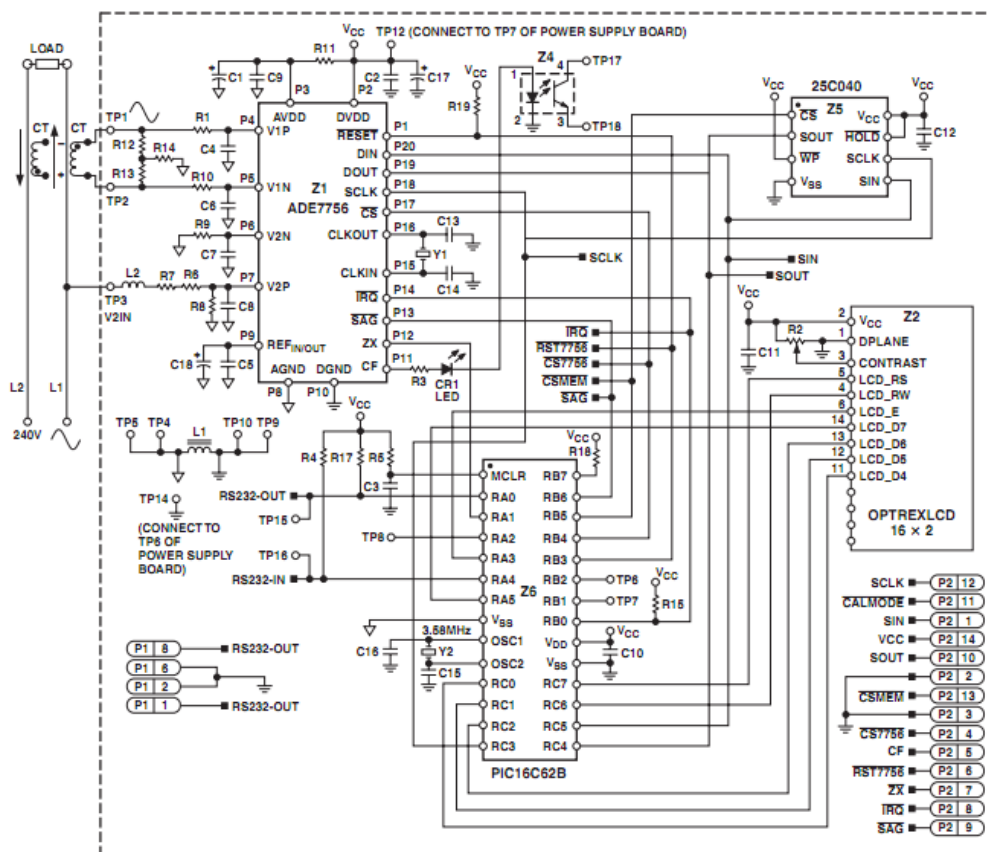 VCC TP12 (CONNECT TO TP7 OF POWER SUPPLY BOARD)
LOAD
R11
C1
C9
C2
C17
P3
P2
AVDD
DVDD
VCC
R19
Z4
1
4
TP17
2
3
TP18
25C040
VCC
VCC
Z5
CS
VCC
SOUT
HOLD
C12
WP
SCLK
VSS
SIN
CT
CT
TP1
R12
R14
R13
TP2
R1
C4
R10
C6
R9
C7
L2
R7
R6
R8
C8
TP3
V2IN
C18
C5
P4
V1P
P5
V1N
P6
V2N
P7
V2P
P9
REFIN/OUT
AGND
DGND
P8
P10
Z1
ADE7756
RESET
P1
DIN
P20
DOUT
P19
SCLK
P18
CS
P17
CLKOUT
P16
C13
Y1
CLKIN
P15
C14
IRQ
P14
SAG
P13
ZX
P12
CF
P11
R3
CR1
LED
SCLK
SIN
SOUT
IRQ
RST7756
CS7756
CSMEM
SAG
L2
L1
240V
TP5
TP4
L1
TP10
TP9
TP14
(CONNECT TO
TP6 OF
POWER SUPPLY
BOARD)
VCC
R4
R17
R5
C3
RS232-OUT
TP15
TP8
TP16
RS232-IN
3.58MHz
C16
Y2
C15
MCLR
RA0
RA1
RA2
RA3
RA4
RA5
VSS
OSC1
OSC2
RC0
RC1
RC2
RC3
Z6
PIC16C62B
VCC
R18
RB7
RB6
RB5
RB4
RB3
RB2
TP6
RB1
TP7
RB0
VCC
R15
VDD
VCC
VSS
C10
RC7
RC6
RC5
RC4
VCC
C11
R2
Z2
2
VCC
1
DPLANE
3
CONTRAST
5
LCD_RS
4
LCD_RW
6
LCD_E
14
LCD_D7
13
LCD_D6
12
LCD_D5
11
LCD_D4
OPTREXLCD
16 × 2
P1 8
RS232-OUT
P1 6
P1 2
P1 1
RS232-OUT
SCLK P2 12
CALMODE P2 11
SIN P2 1
VCC P2 14
SOUT P2 10
P2 2
CSMEM P2 13
P2 3
CS7756 P2 4
CF P2 5
RST7756 P2 6
ZX P2 7
IRQ P2 8
SAG P2 9